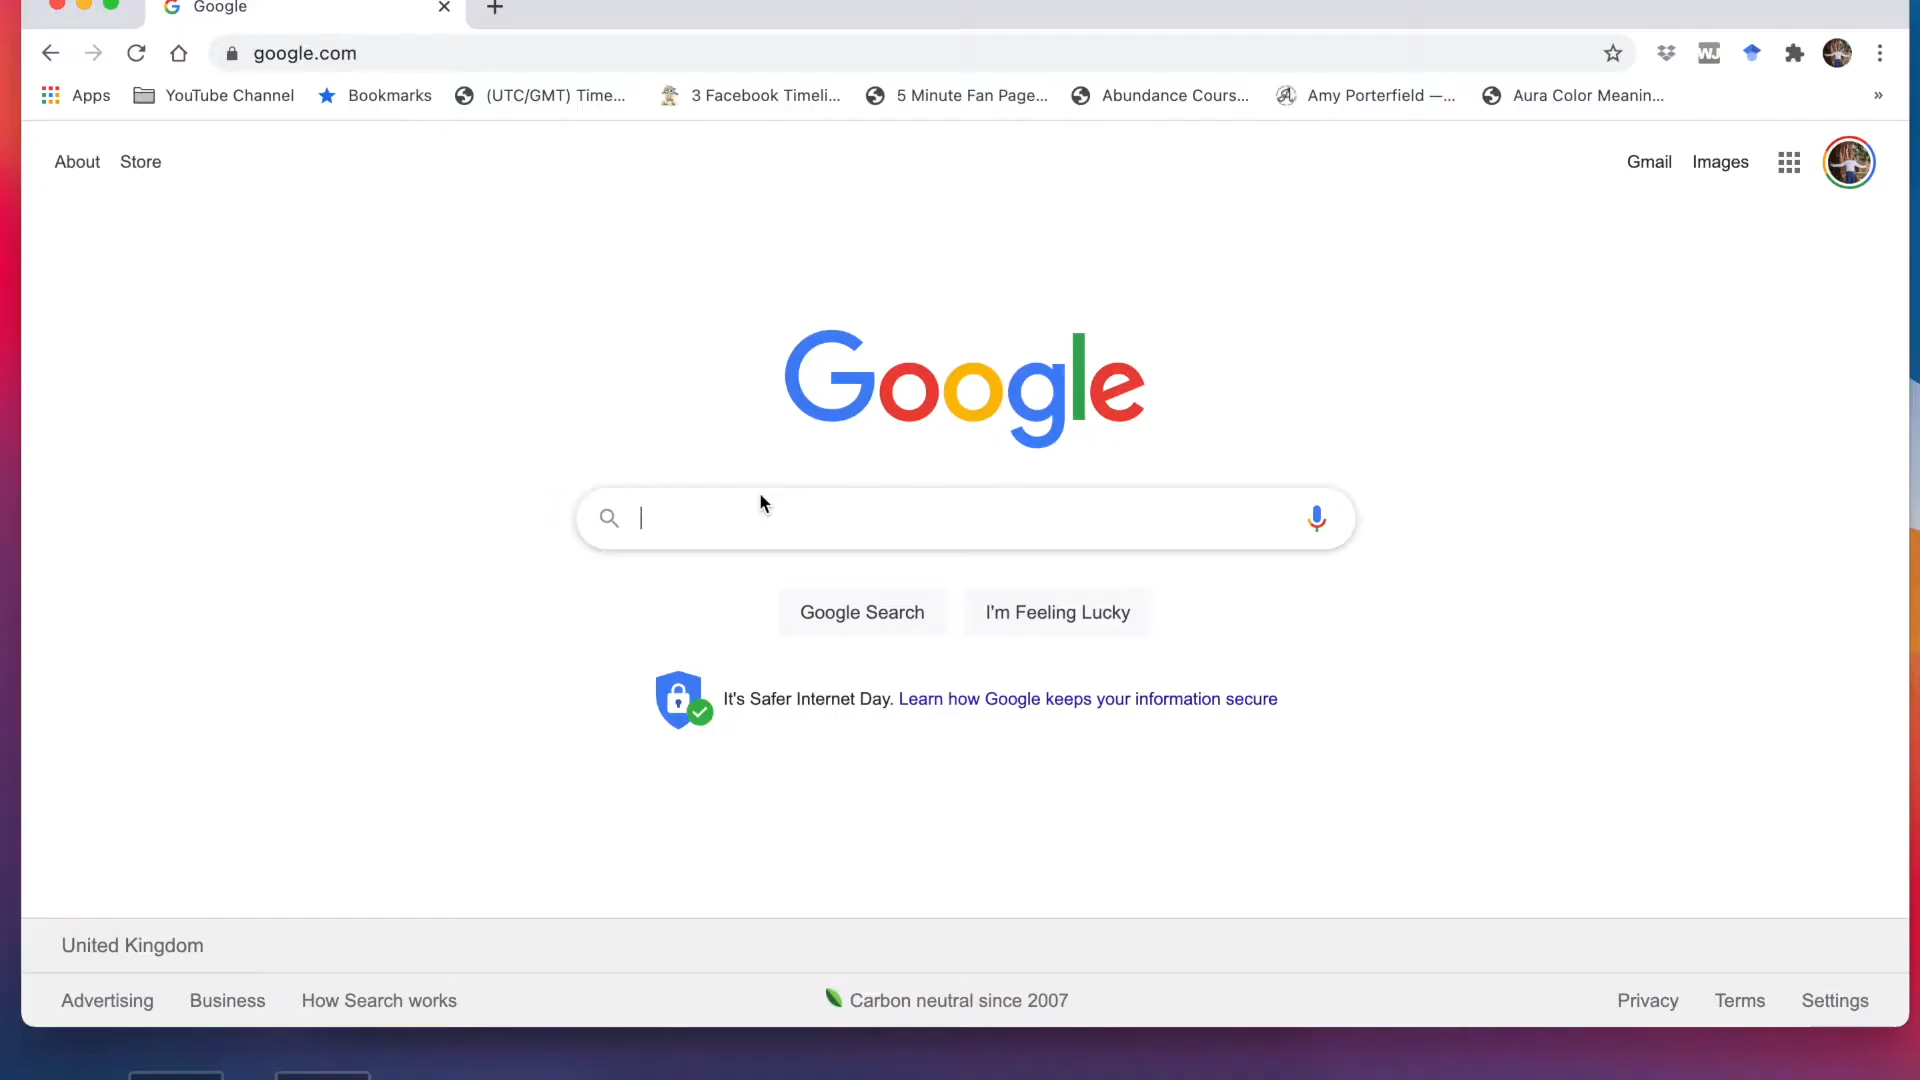 Google
google.com
WJ
Apps YouTube Channel Bookmarks (UTC/GMT) Time... 3 Facebook Timeli... 5 Minute Fan Page... Abundance Cours... Amy Porterfield —... Aura Color Meanin... »
About Store Gmail Images
Google
Google Search I'm Feeling Lucky
It's Safer Internet Day. Learn how Google keeps your information secure
United Kingdom
Advertising Business How Search works Carbon neutral since 2007 Privacy Terms Settings